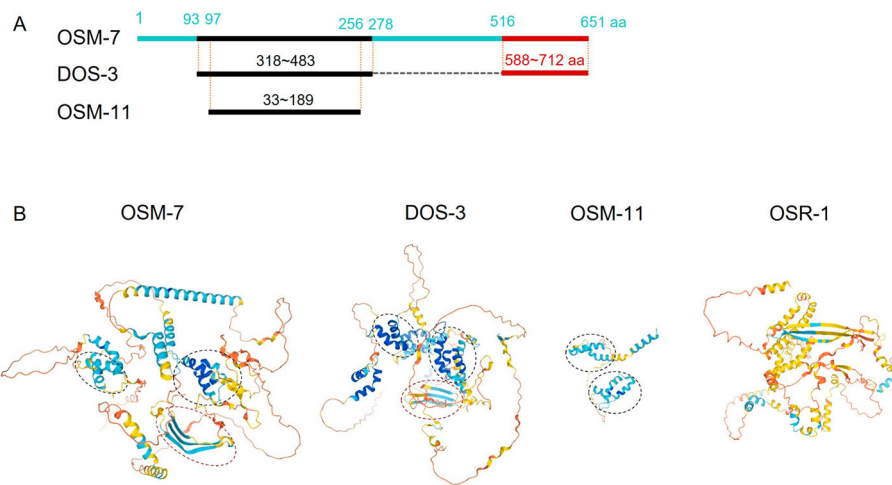 A
1 93 97 256 278 516 651 aa
OSM-7
318~483 588~712 aa
DOS-3
33~189
OSM-11
B
OSM-7 DOS-3 OSM-11 OSR-1